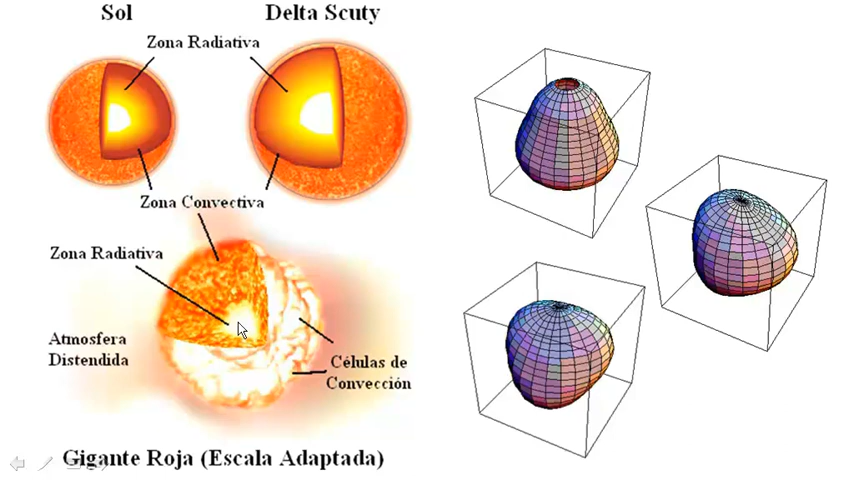 Sol
Delta Scuty
Zona Radiativa
Zona Convectiva
Zona Radiativa
Atmosfera
Distendida
Células de
Convección
Gigante Roja (Escala Adaptada)